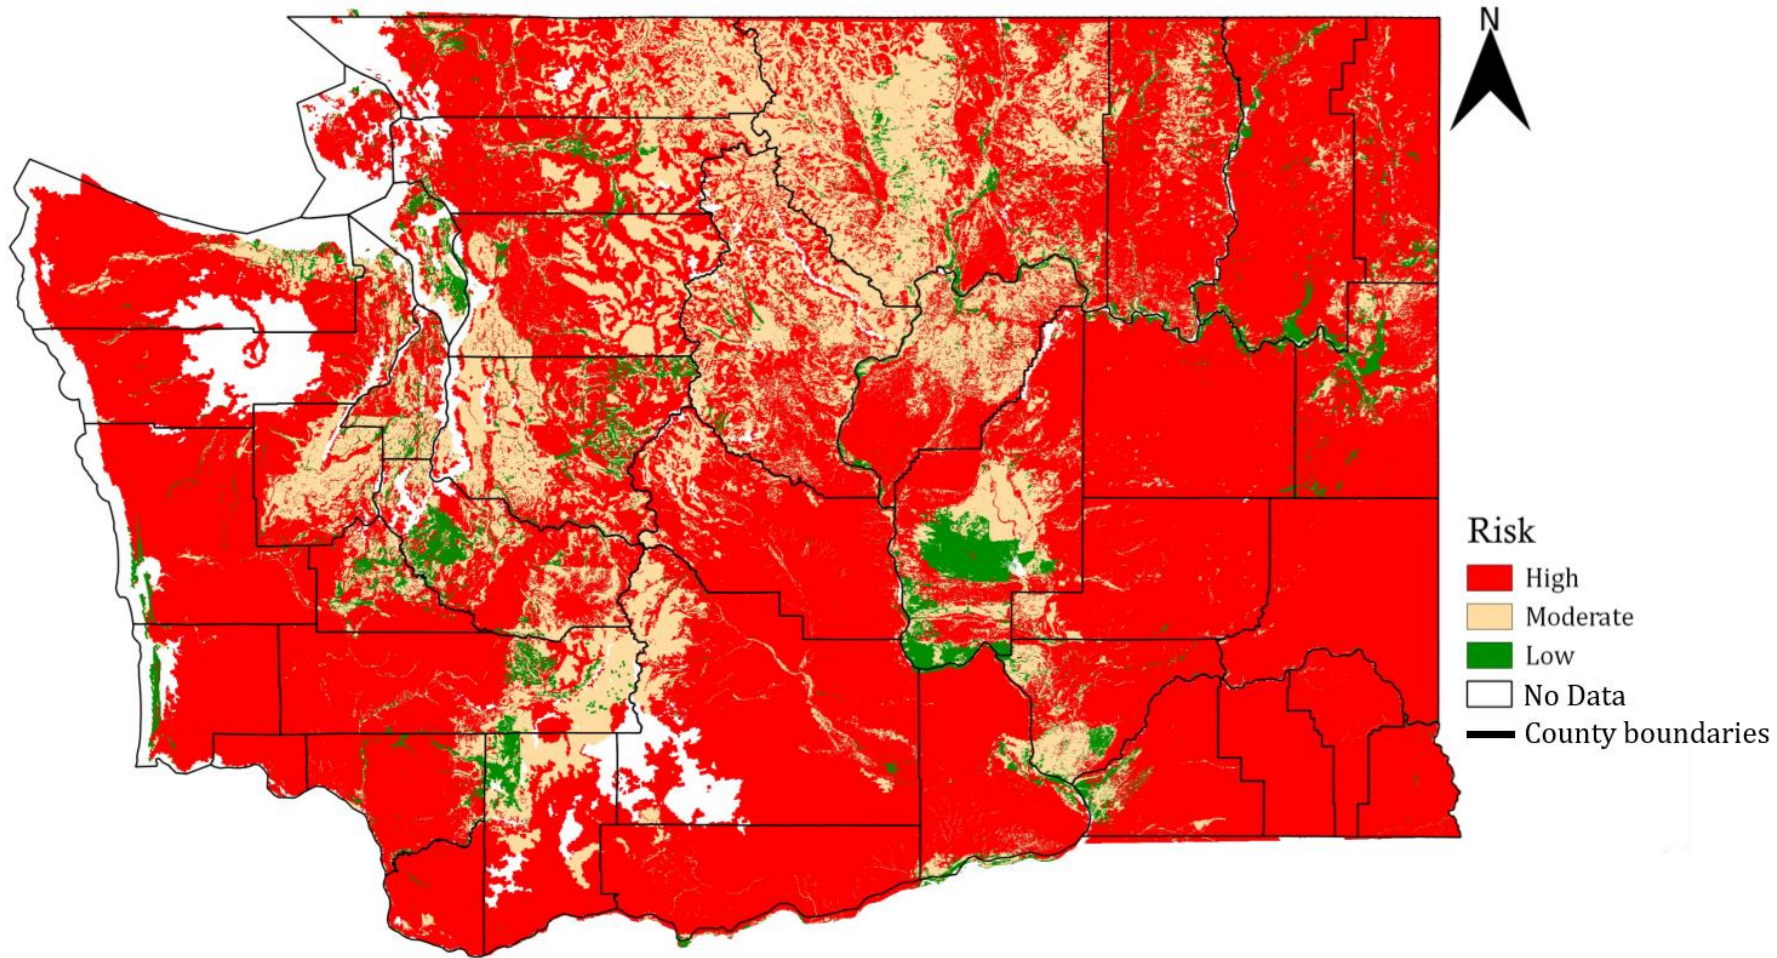 N
Risk
High
Moderate
Low
No Data
County boundaries